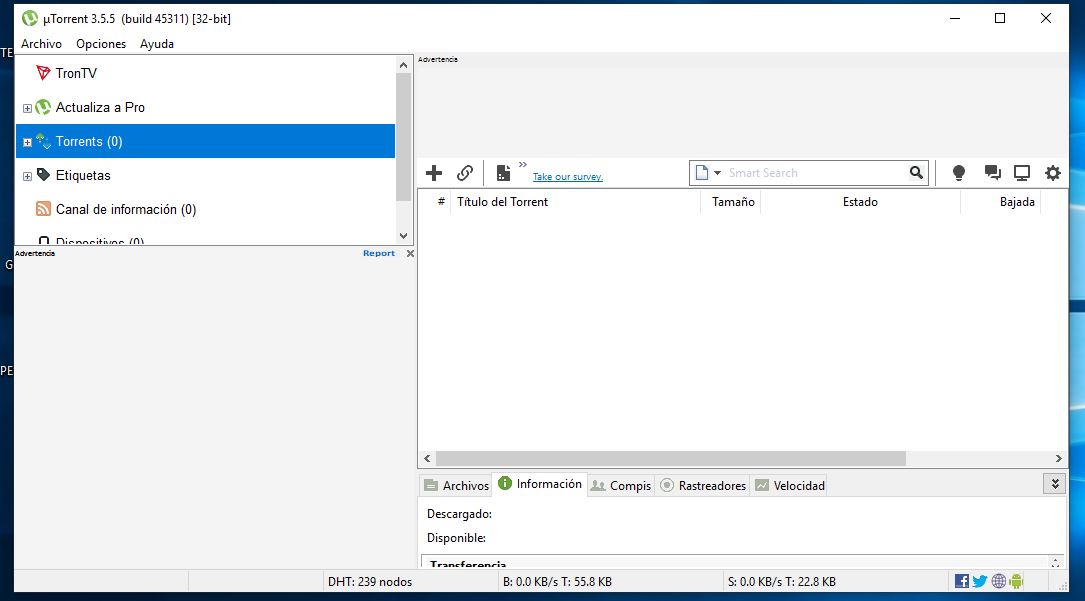 µTorrent 3.5.5 (build 45311) [32-bit]
Archivo Opciones Ayuda
TE
TronTV
Actualiza a Pro
Torrents (0)
Etiquetas
Canal de información (0)
Dispositivos (0)
Advertencia Report
G
PE
Advertencia
Take our survey.
Smart Search
# Título del Torrent Tamaño Estado Bajada
Archivos Información Compis Rastreadores Velocidad
Descargado:
Disponible:
Transferencia
DHT: 239 nodos B: 0.0 KB/s T: 55.8 KB S: 0.0 KB/s T: 22.8 KB